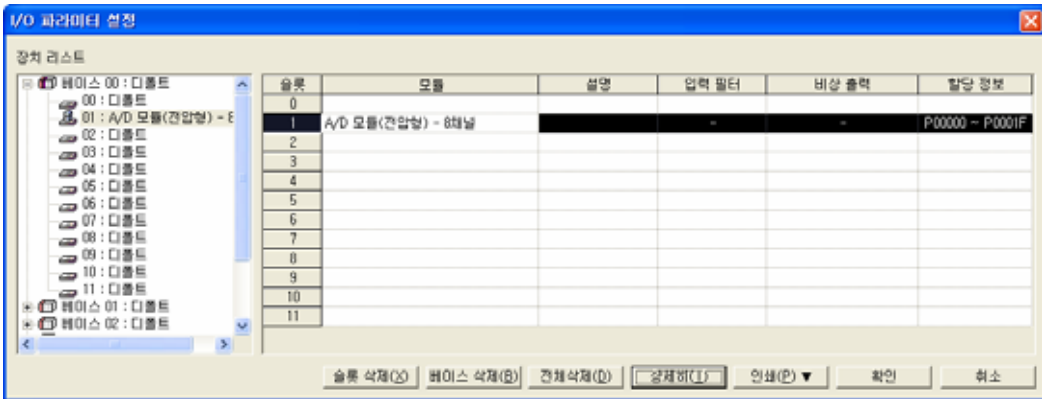 I/O 파라미터 설정
장치 리스트
베이스 00 : 디폴트
00 : 디폴트
01 : A/D 모듈(전압형) - 8
02 : 디폴트
03 : 디폴트
04 : 디폴트
05 : 디폴트
06 : 디폴트
07 : 디폴트
08 : 디폴트
09 : 디폴트
10 : 디폴트
11 : 디폴트
베이스 01 : 디폴트
베이스 02 : 디폴트
슬롯 모듈 설명 입력 필터 비상 출력 할당 정보
0
1 A/D 모듈(전압형) - 8채널 - - P00000 ~ P0001F
2
3
4
5
6
7
8
9
10
11
슬롯 삭제(X) 베이스 삭제(B) 전체삭제(D) 상세히(T) 인쇄(P) ▼ 확인 취소